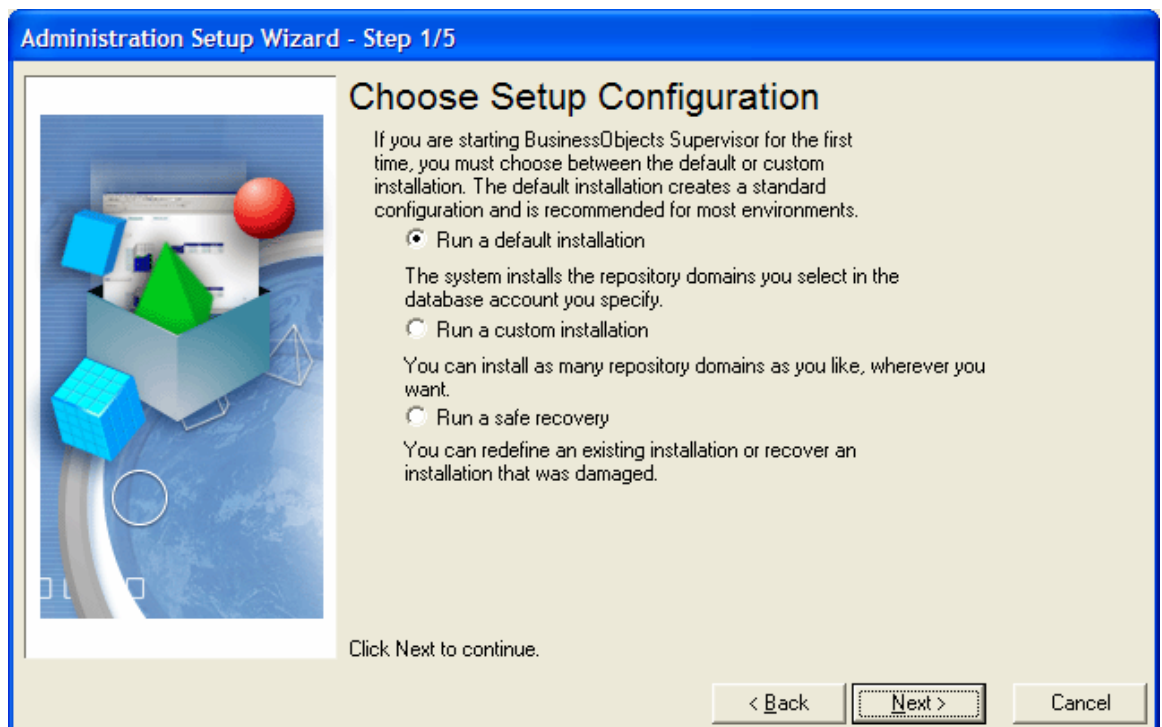 Administration Setup Wizard - Step 1/5
Choose Setup Configuration
If you are starting BusinessObjects Supervisor for the first
time, you must choose between the default or custom
installation. The default installation creates a standard
configuration and is recommended for most environments.
Run a default installation
The system installs the repository domains you select in the
database account you specify.
Run a custom installation
You can install as many repository domains as you like, wherever you
want.
Run a safe recovery
You can redefine an existing installation or recover an
installation that was damaged.
Click Next to continue.
< Back
Next >
Cancel